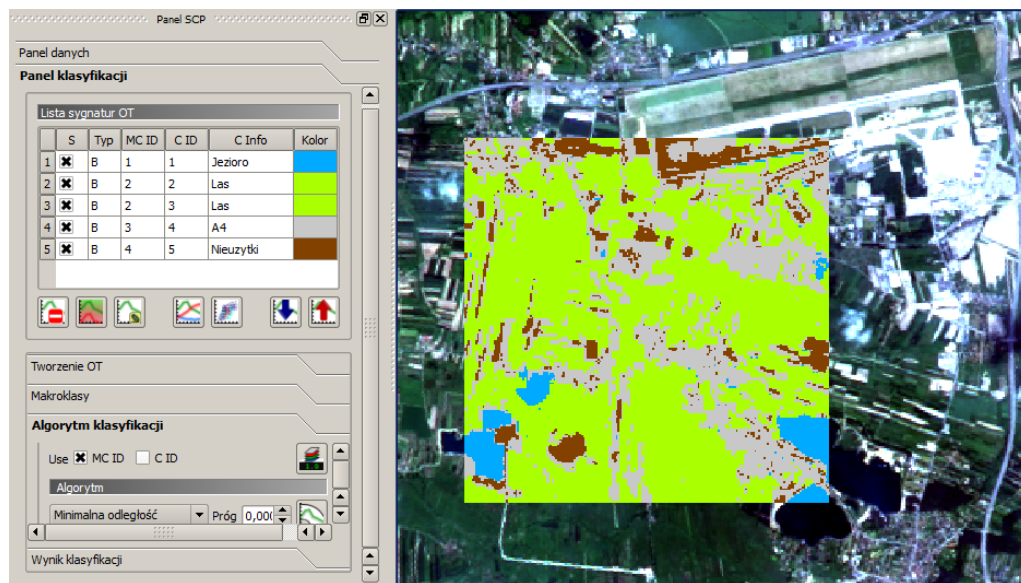 Panel SCP
Panel danych
Panel klasyfikacji
Lista sygnatur OT
S Typ MC ID C ID C Info Kolor
1 B 1 1 Jezioro
2 B 2 2 Las
3 B 2 3 Las
4 B 3 4 A4
5 B 4 5 Nieuzytki
Tworzenie OT
Makroklasy
Algorytm klasyfikacji
Use MC ID C ID
Algorytm
Minimalna odległość Próg 0,000
Wynik klasyfikacji